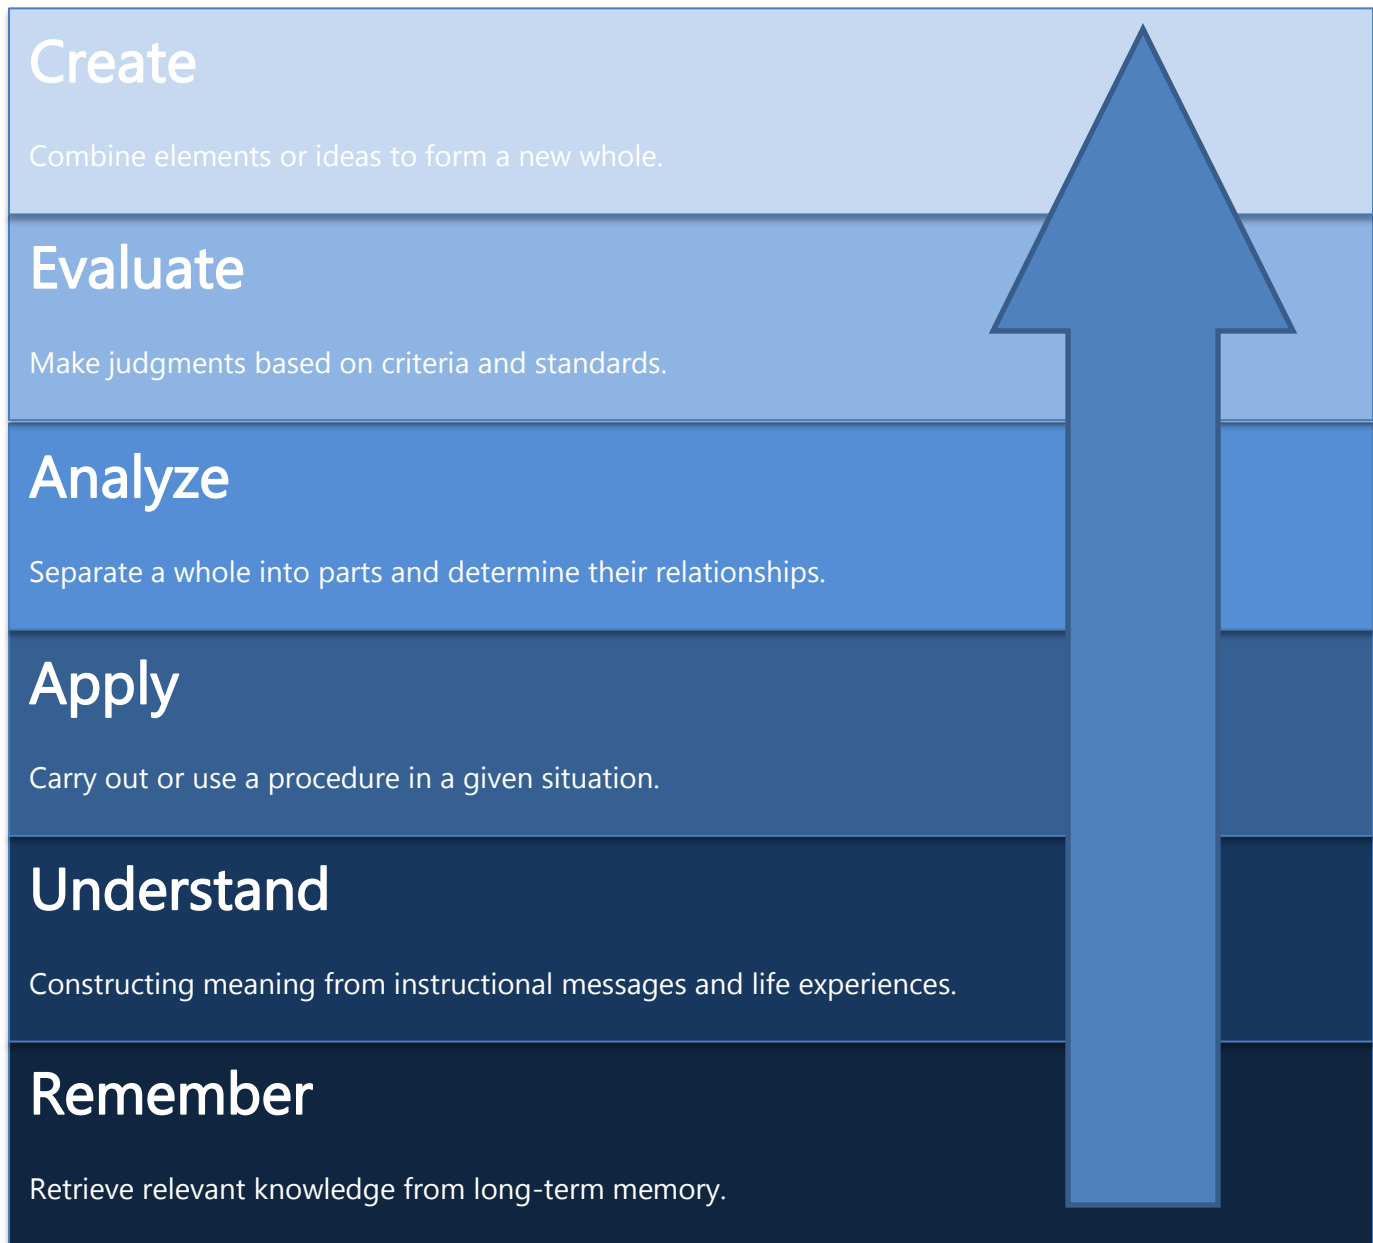 Create
Combine elements or ideas to form a new whole.
Evaluate
Make judgments based on criteria and standards.
Analyze
Separate a whole into parts and determine their relationships.
Apply
Carry out or use a procedure in a given situation.
Understand
Constructing meaning from instructional messages and life experiences.
Remember
Retrieve relevant knowledge from long-term memory.